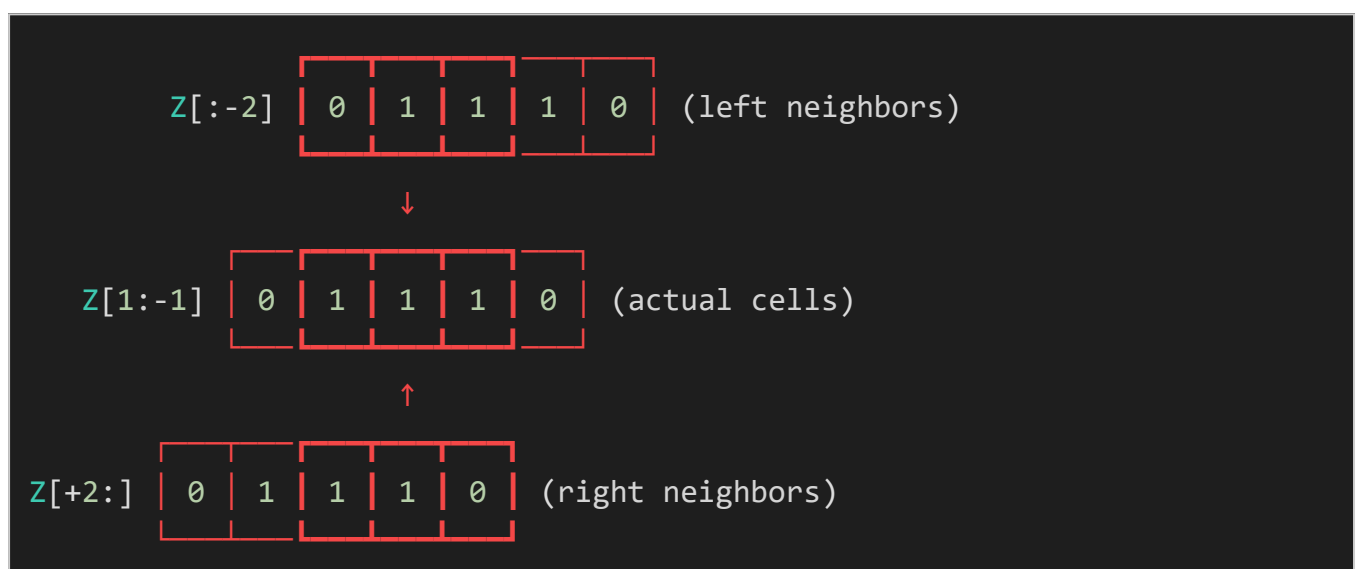 Z[:-2] 0 1 1 1 0 (left neighbors)
↓
Z[1:-1] 0 1 1 1 0 (actual cells)
↑
Z[+2:] 0 1 1 1 0 (right neighbors)